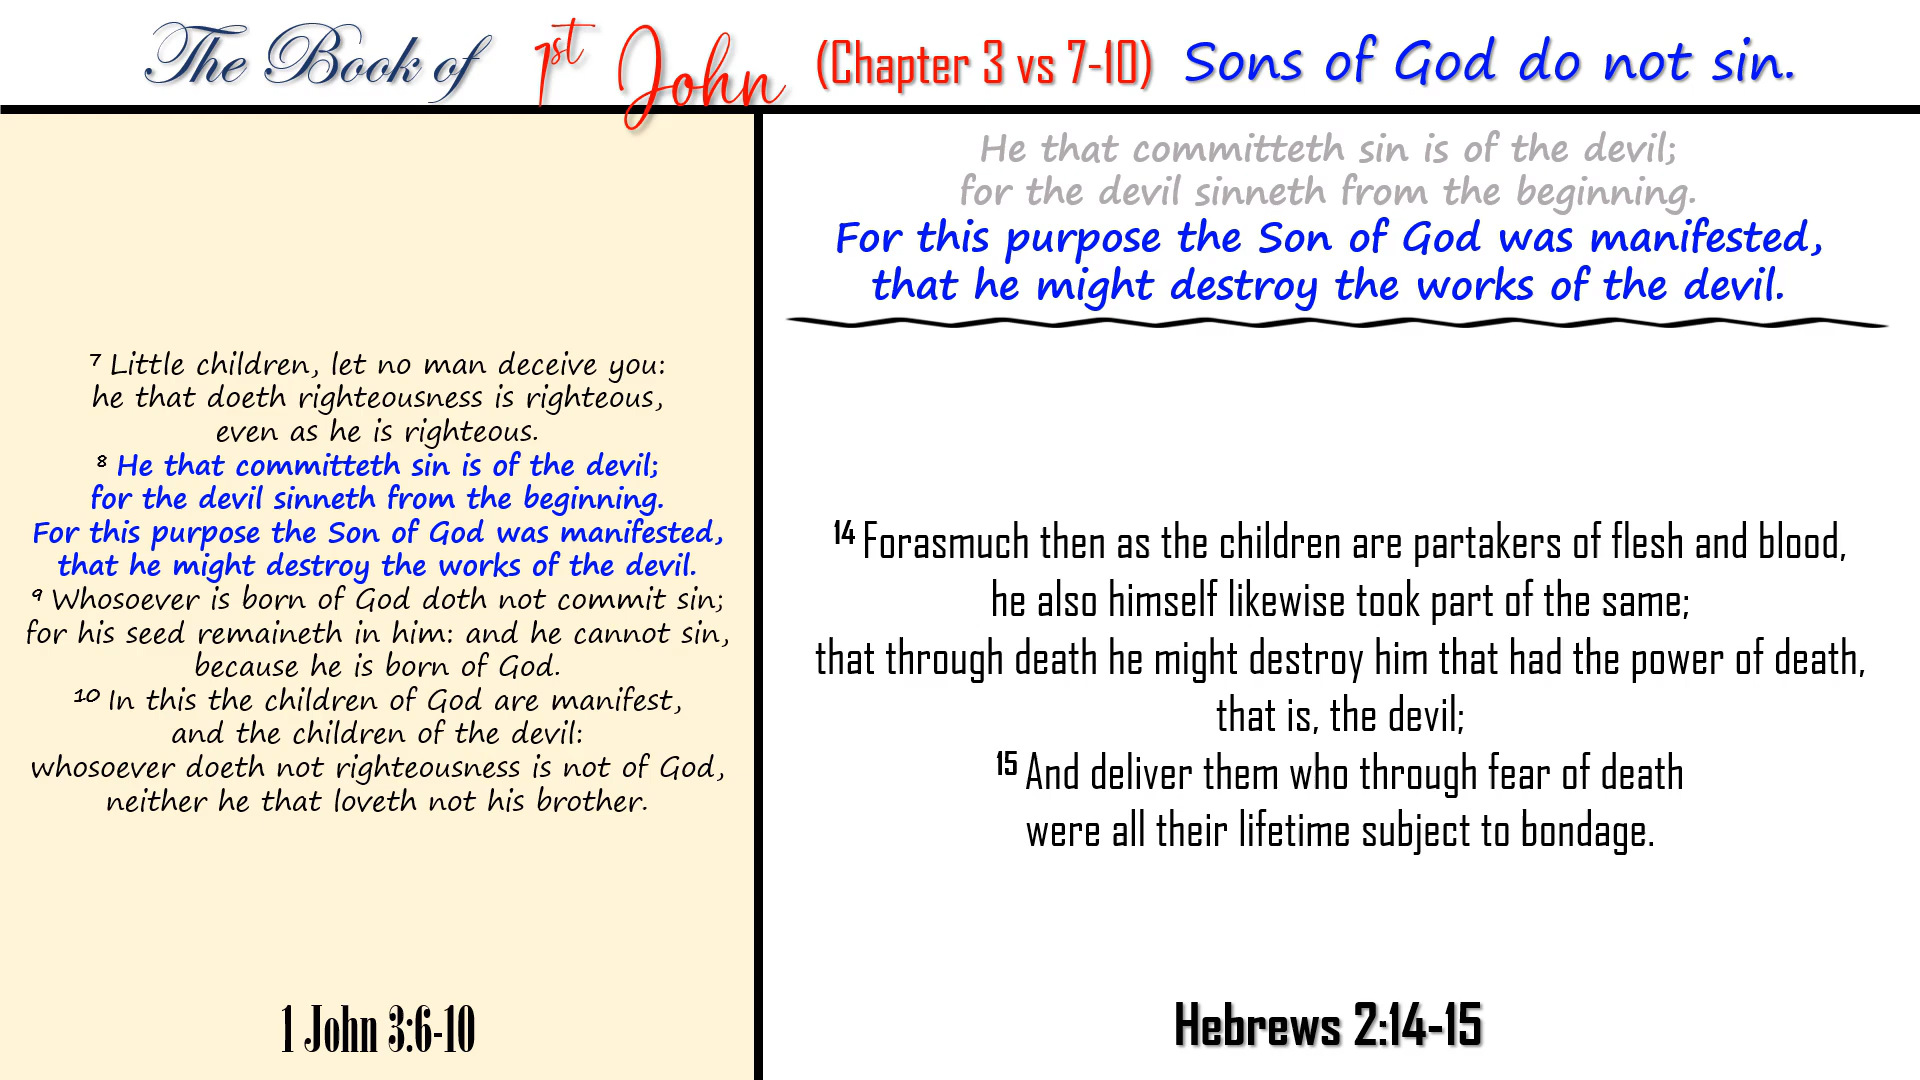 The Book of 1st John (Chapter 3 vs 7-10) Sons of God do not sin.
7 Little children, let no man deceive you:
he that doeth righteousness is righteous,
even as he is righteous.
8 He that committeth sin is of the devil;
for the devil sinneth from the beginning.
For this purpose the Son of God was manifested,
that he might destroy the works of the devil.
9 Whosoever is born of God doth not commit sin;
for his seed remaineth in him: and he cannot sin,
because he is born of God.
10 In this the children of God are manifest,
and the children of the devil:
whosoever doeth not righteousness is not of God,
neither he that loveth not his brother.
1 John 3:6-10
He that committeth sin is of the devil;
for the devil sinneth from the beginning.
For this purpose the Son of God was manifested,
that he might destroy the works of the devil.
14 Forasmuch then as the children are partakers of flesh and blood,
he also himself likewise took part of the same;
that through death he might destroy him that had the power of death,
that is, the devil;
15 And deliver them who through fear of death
were all their lifetime subject to bondage.
Hebrews 2:14-15